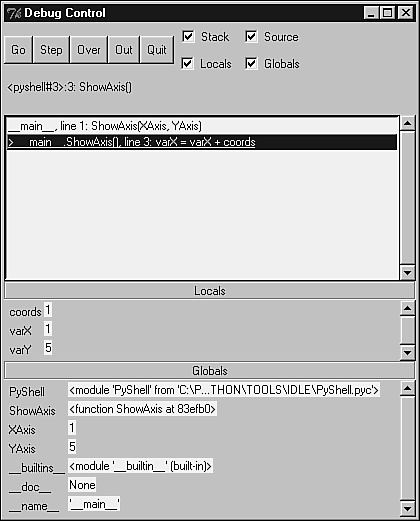 Debug Control
Go Step Over Out Quit
Stack Source
Locals Globals
<pyshell#3>:3: ShowAxis()
__main__, line 1: ShowAxis(XAxis, YAxis)
> __main__.ShowAxis(), line 3: varX = varX + coords
Locals
coords 1
varX 1
varY 5
Globals
PyShell <module 'PyShell' from 'C:\P...THON\TOOLS\IDLE\PyShell.pyc'>
ShowAxis <function ShowAxis at 83efb0>
XAxis 1
YAxis 5
__builtins__ <module '__builtin__' (built-in)>
__doc__ None
__name__ '__main__'